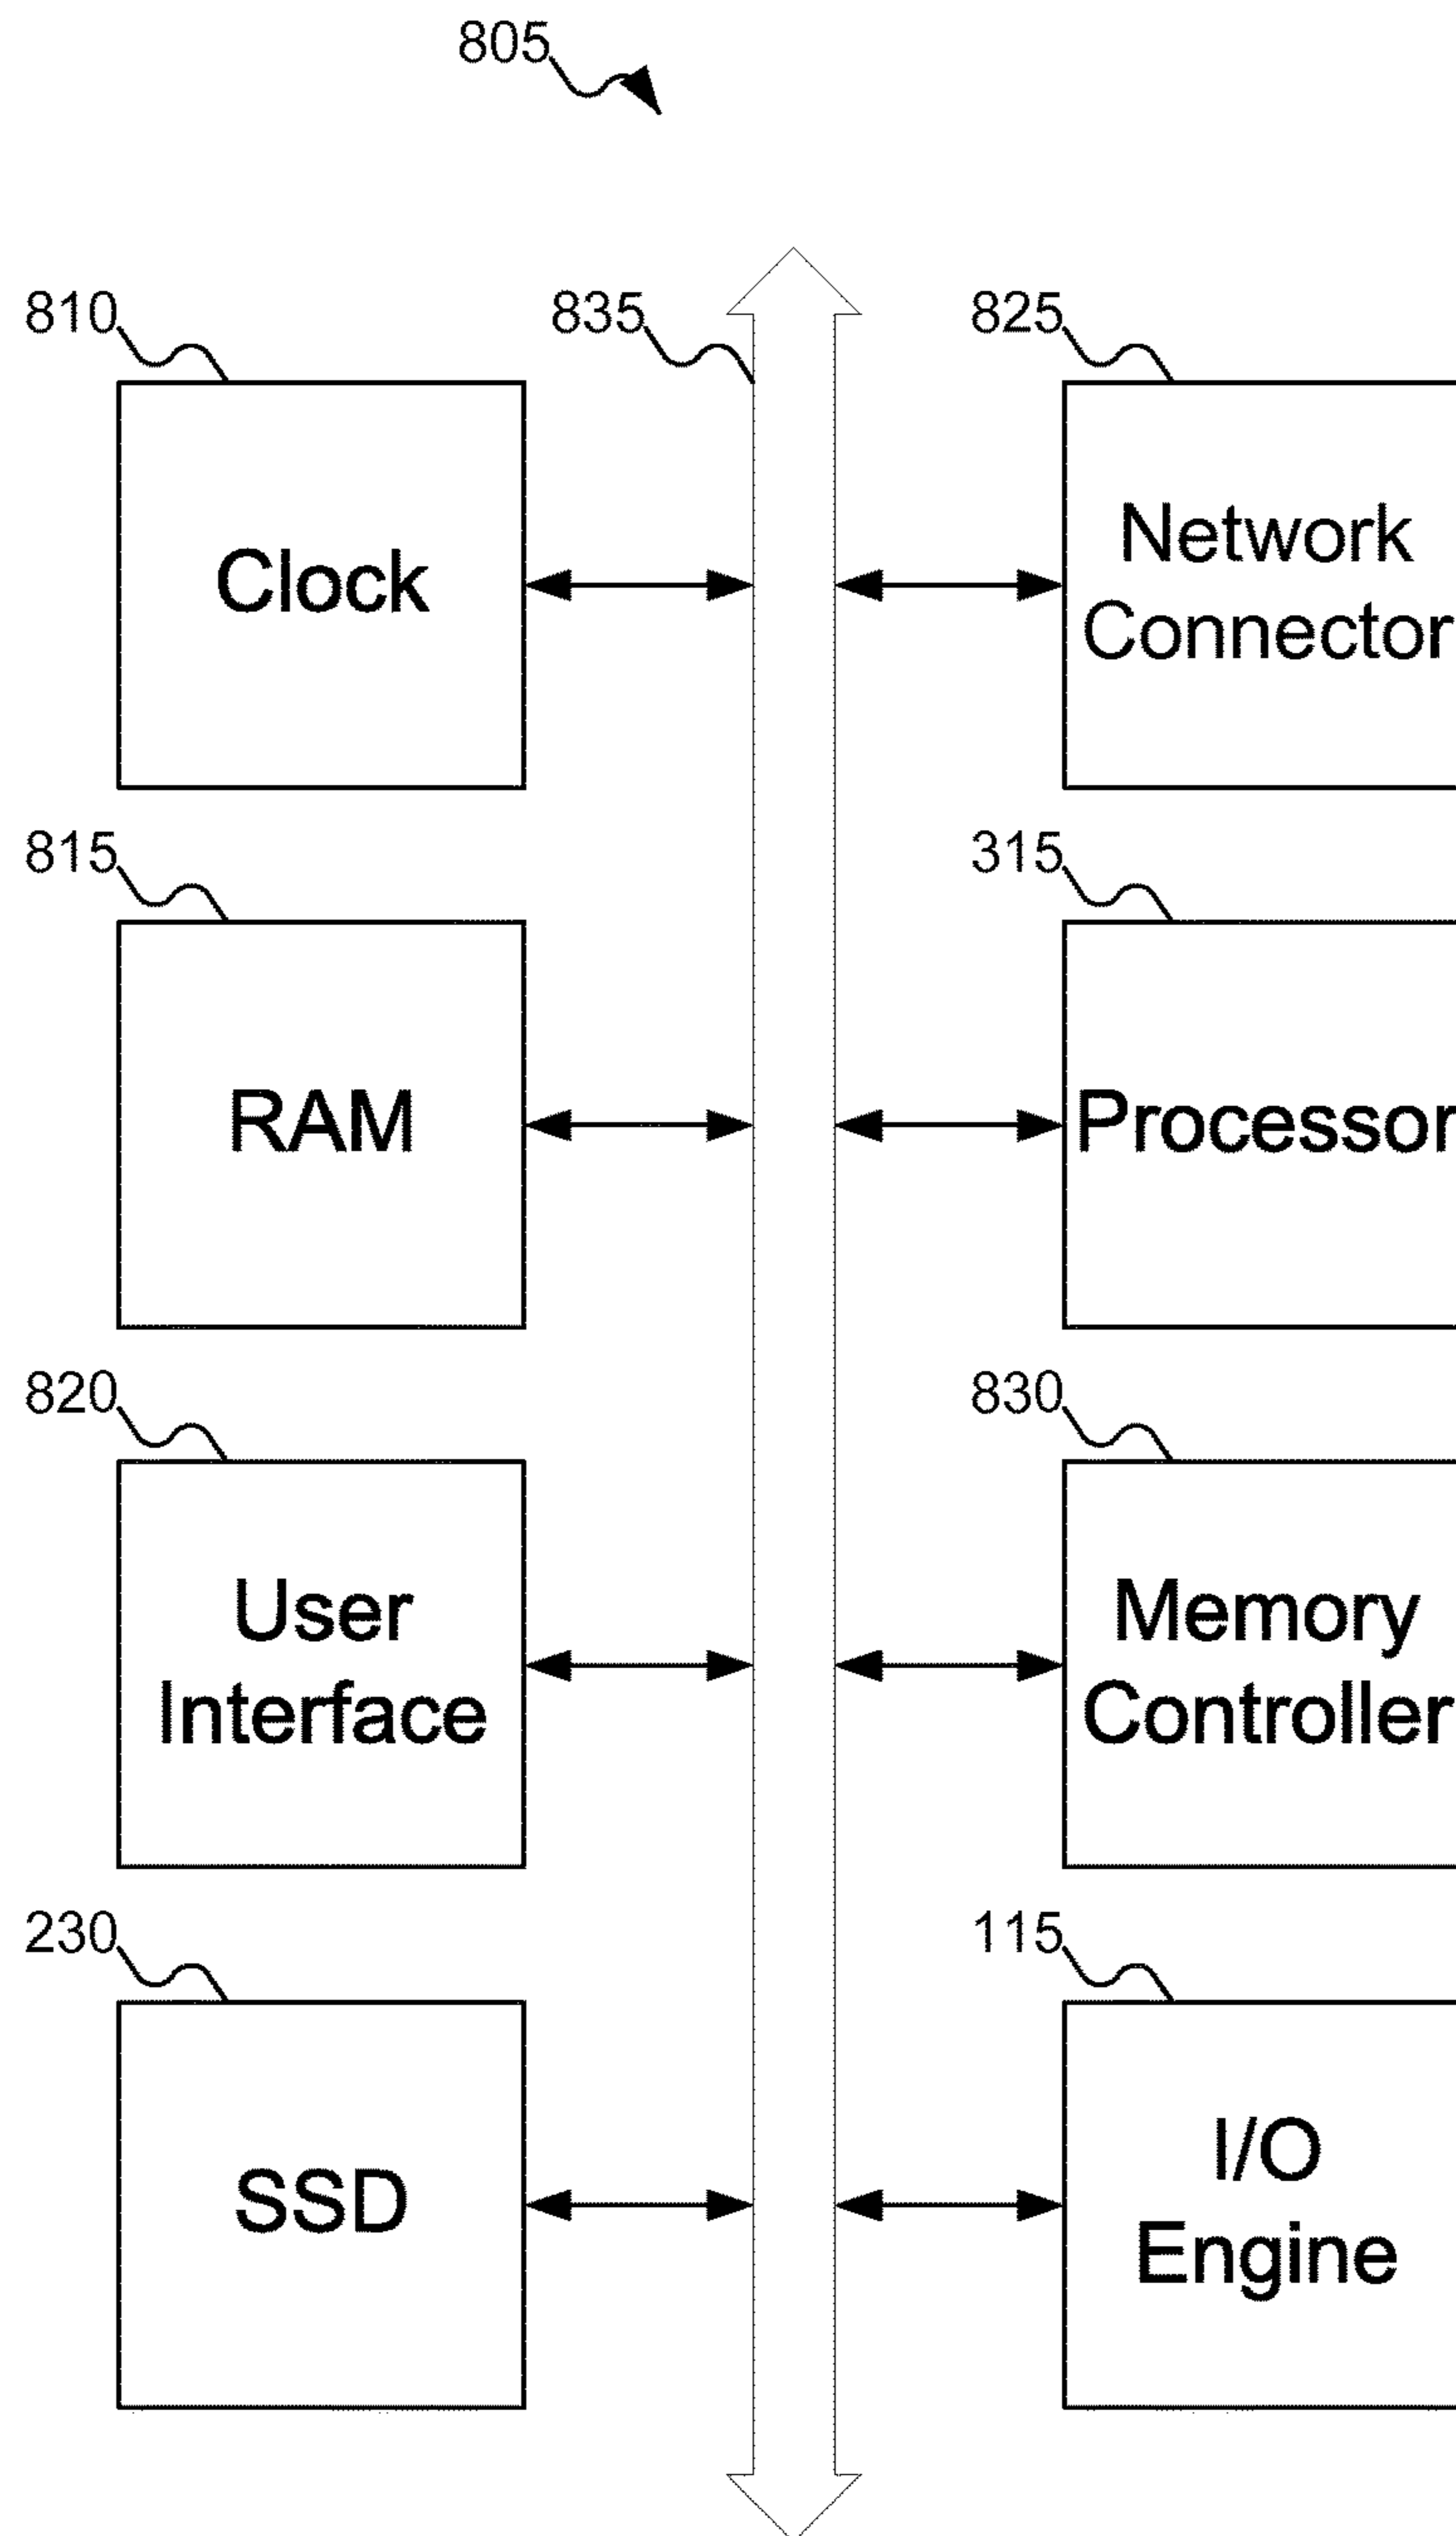 805
810
835
825
Clock
Network
Connector
815
315
RAM
Processor
820
830
User
Interface
Memory
Controller
230
115
SSD
I/O
Engine